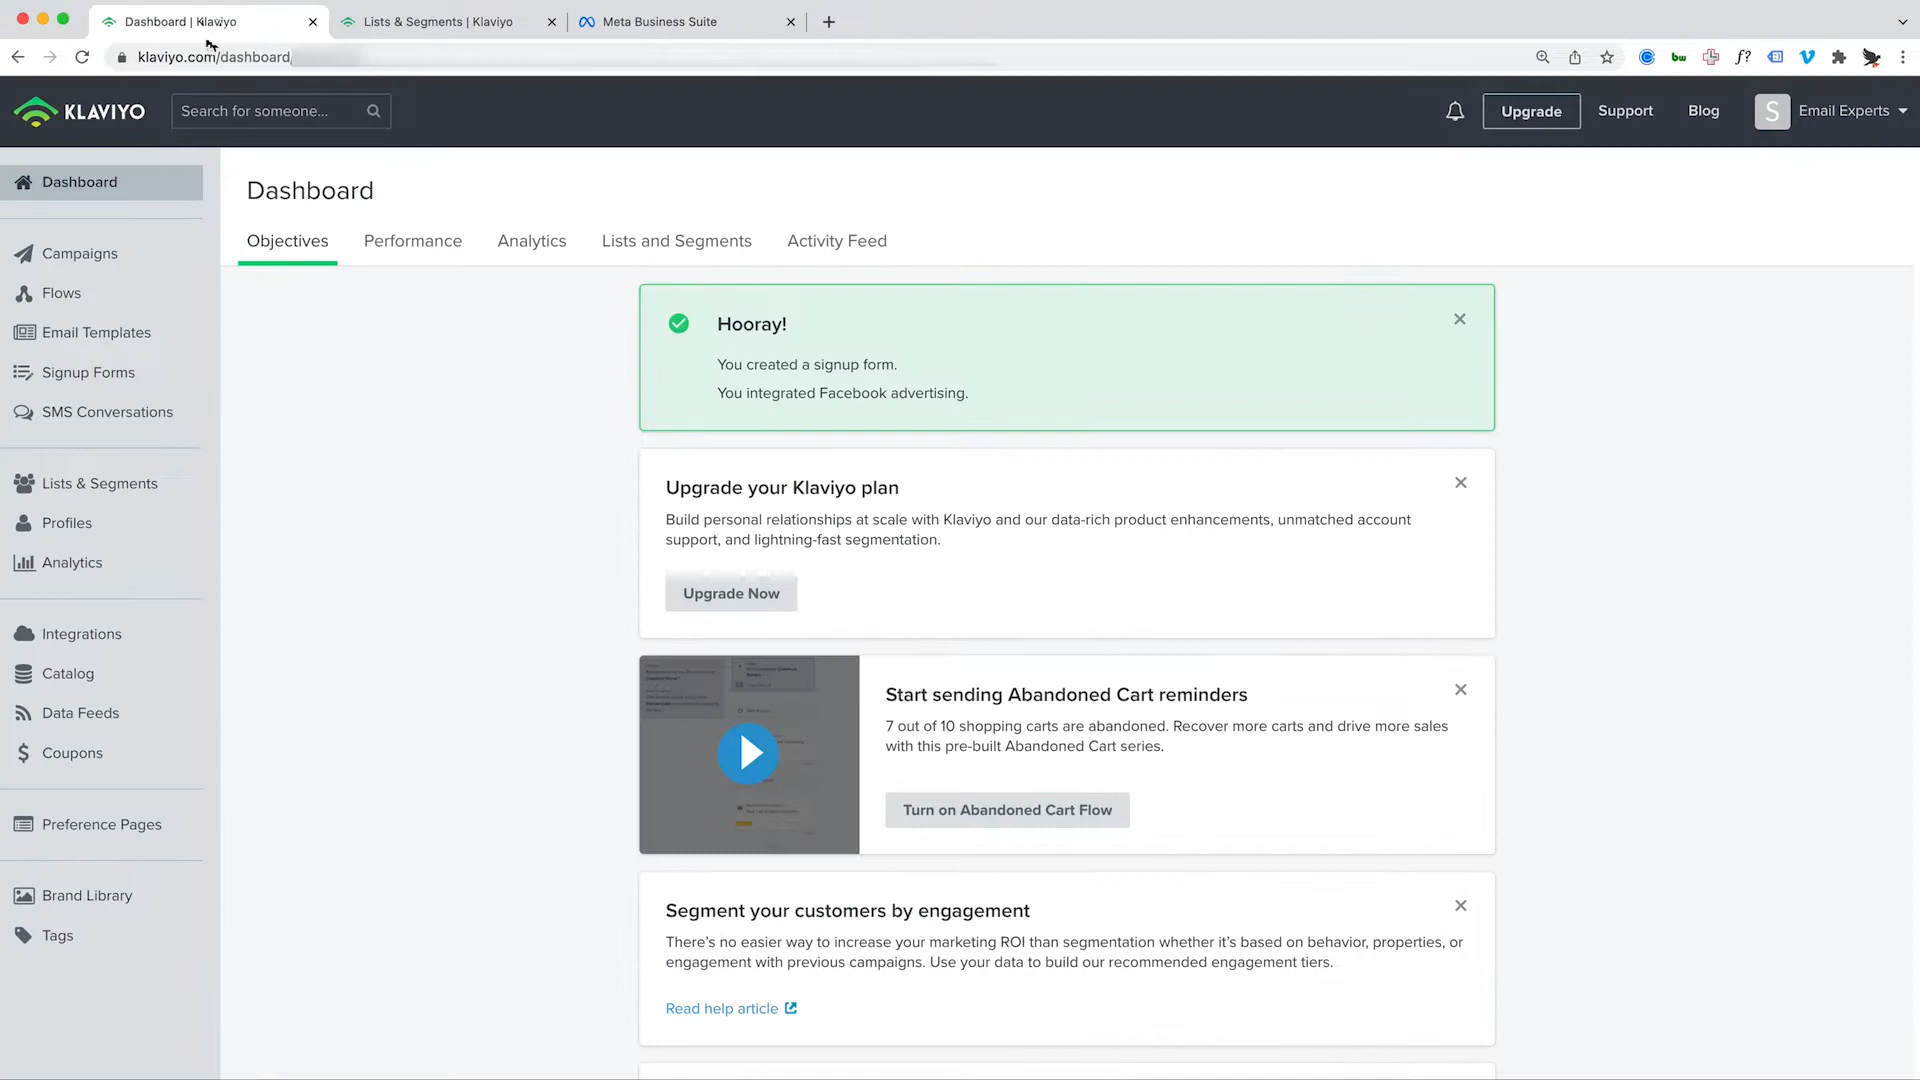 Dashboard | Klaviyo
Lists & Segments | Klaviyo
Meta Business Suite
klaviyo.com/dashboard/
bw
f?
KLAVIYO
Search for someone...
Upgrade
Support
Blog
S
Email Experts
Dashboard
Campaigns
Flows
Email Templates
Signup Forms
SMS Conversations
Lists & Segments
Profiles
Analytics
Integrations
Catalog
Data Feeds
Coupons
Preference Pages
Brand Library
Tags
Dashboard
Objectives
Performance
Analytics
Lists and Segments
Activity Feed
Hooray!
You created a signup form.
You integrated Facebook advertising.
Upgrade your Klaviyo plan
Build personal relationships at scale with Klaviyo and our data-rich product enhancements, unmatched account
support, and lightning-fast segmentation.
Upgrade Now
Start sending Abandoned Cart reminders
7 out of 10 shopping carts are abandoned. Recover more carts and drive more sales
with this pre-built Abandoned Cart series.
Turn on Abandoned Cart Flow
Segment your customers by engagement
There's no easier way to increase your marketing ROI than segmentation whether it's based on behavior, properties, or
engagement with previous campaigns. Use your data to build our recommended engagement tiers.
Read help article